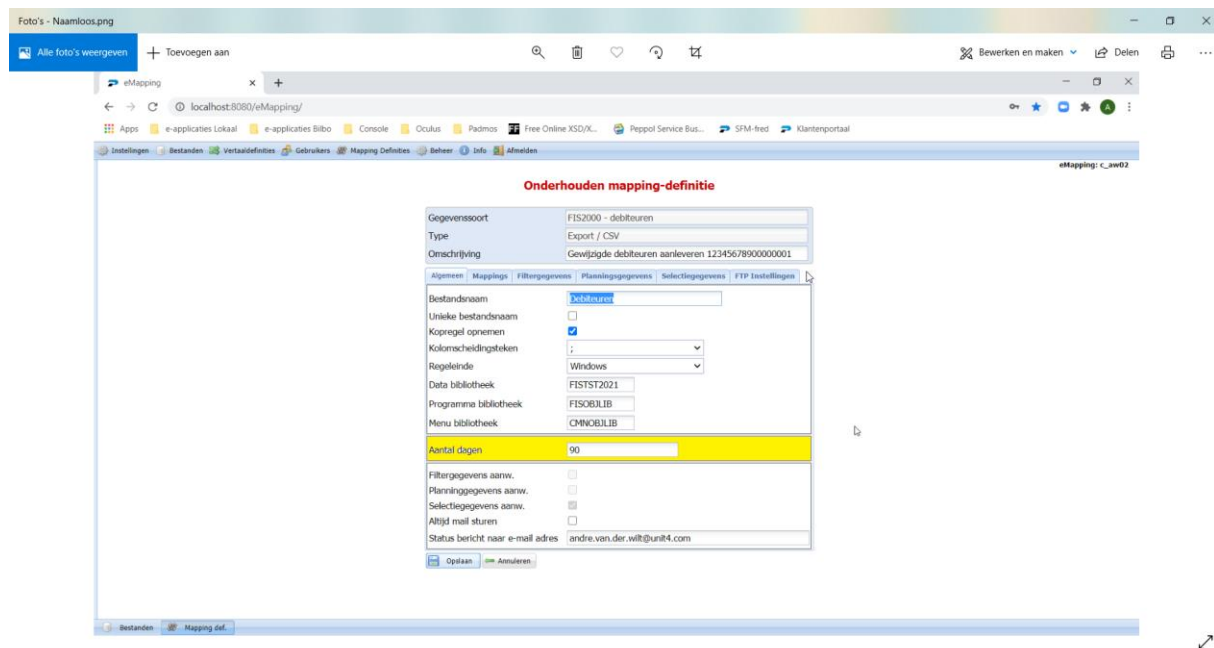 Foto's - Naamloos.png
Alle foto's weergeven Toevoegen aan Bewerken en maken Delen
eMapping
localhost:8080/eMapping/
Apps e-applicaties Lokaal e-applicaties Bilbo Console Oculus Padmos FF Free Online XSD/X... Peppol Service Bus... SFM-fred Klantenportaal
Instellingen Bestanden Vertaaldefinities Gebruikers Mapping Definities Beheer Info Afmelden
eMapping: c_aw02
Onderhouden mapping-definitie
Gegevenssoort FIS2000 - debiteuren
Type Export / CSV
Omschrijving Gewijzigde debiteuren aanleveren 12345678900000001
Algemeen Mappings Filtergegevens Planningsgegevens Selectiegegevens FTP Instellingen
Bestandsnaam Debiteuren
Unieke bestandsnaam
Kopregel opnemen
Kolomscheidingsteken ;
Regeleinde Windows
Data bibliotheek FISTST2021
Programma bibliotheek FISOBJLIB
Menu bibliotheek CMNOBJLIB
Aantal dagen 90
Filtergegevens aanw.
Planninggegevens aanw.
Selectiegegevens aanw.
Altijd mail sturen
Status bericht naar e-mail adres andre.van.der.wilt@unit4.com
Opslaan Annuleren
Bestanden Mapping def.